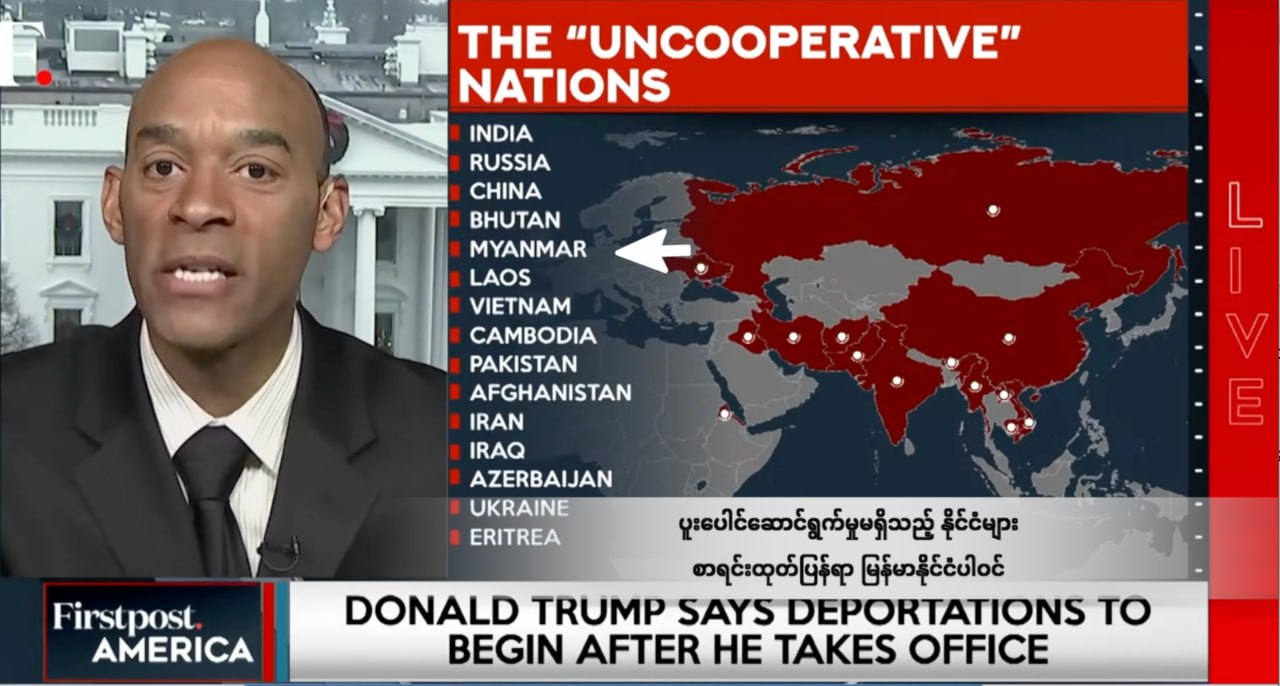 THE “UNCOOPERATIVE”
NATIONS
INDIA
RUSSIA
CHINA
BHUTAN
MYANMAR
LAOS
VIETNAM
CAMBODIA
PAKISTAN
AFGHANISTAN
IRAN
IRAQ
AZERBAIJAN
UKRAINE
ERITREA
LIVE
ပူးပေါင်ဆောင်ရွက်မှုမရှိသည့် နိုင်ငံများ
စာရင်းထုတ်ပြန်ရာ မြန်မာနိုင်ငံပါဝင်
Firstpost.
AMERICA
DONALD TRUMP SAYS DEPORTATIONS TO
BEGIN AFTER HE TAKES OFFICE